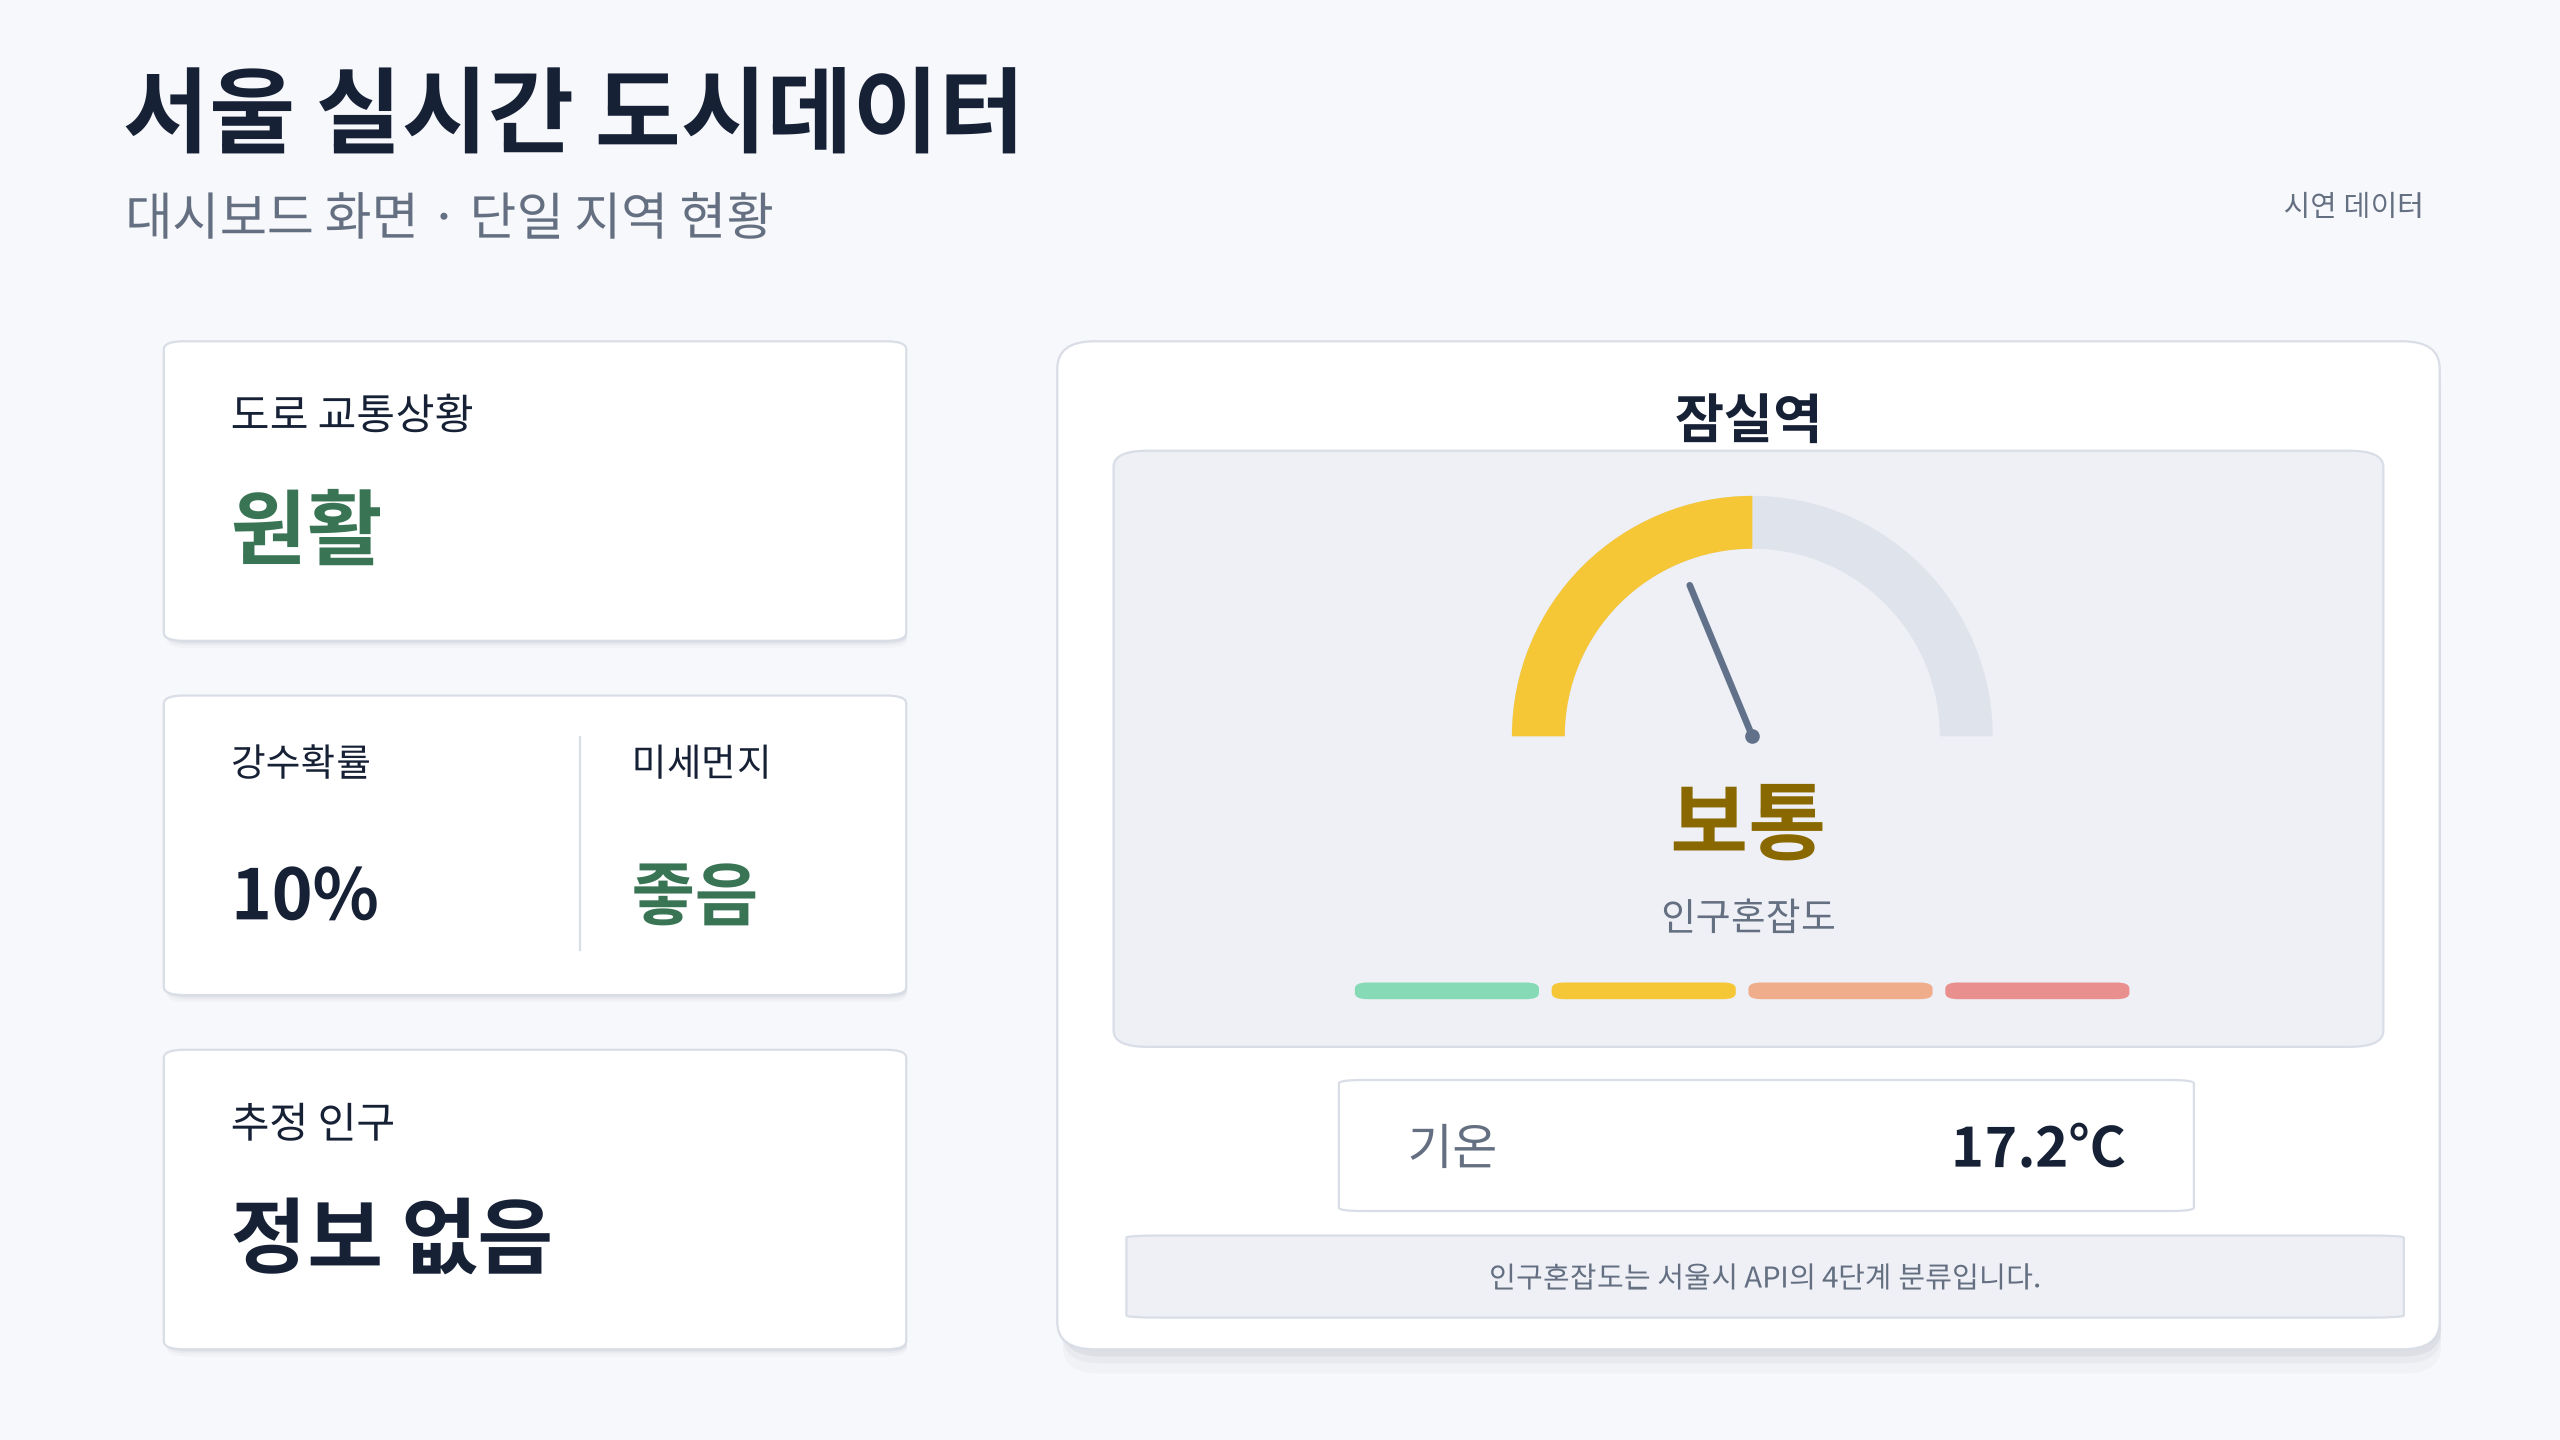 서울 실시간 도시데이터
대시보드 화면 · 단일 지역 현황
시연 데이터
도로 교통상황
원활
강수확률
10%
미세먼지
좋음
추정 인구
정보 없음
잠실역
보통
인구혼잡도
기온
17.2°C
인구혼잡도는 서울시 API의 4단계 분류입니다.